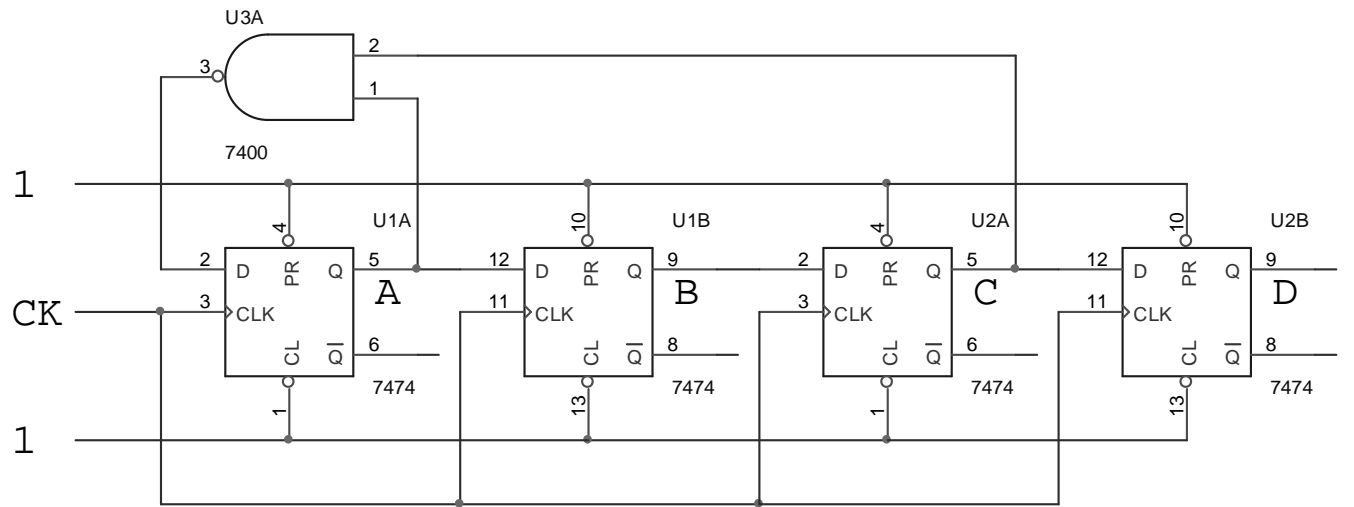 U3A
2
3
1
7400
1
4 10 4 10
U1A U1B U2A U2B
2 D PR Q 5 12 D PR Q 9 2 D PR Q 5 12 D PR Q 9
A B C D
CK 3 CLK 11 CLK 3 CLK 11 CLK
CL Q 6 CL Q 8 CL Q 6 CL Q 8
7474 7474 7474 7474
1 13 1 13
1